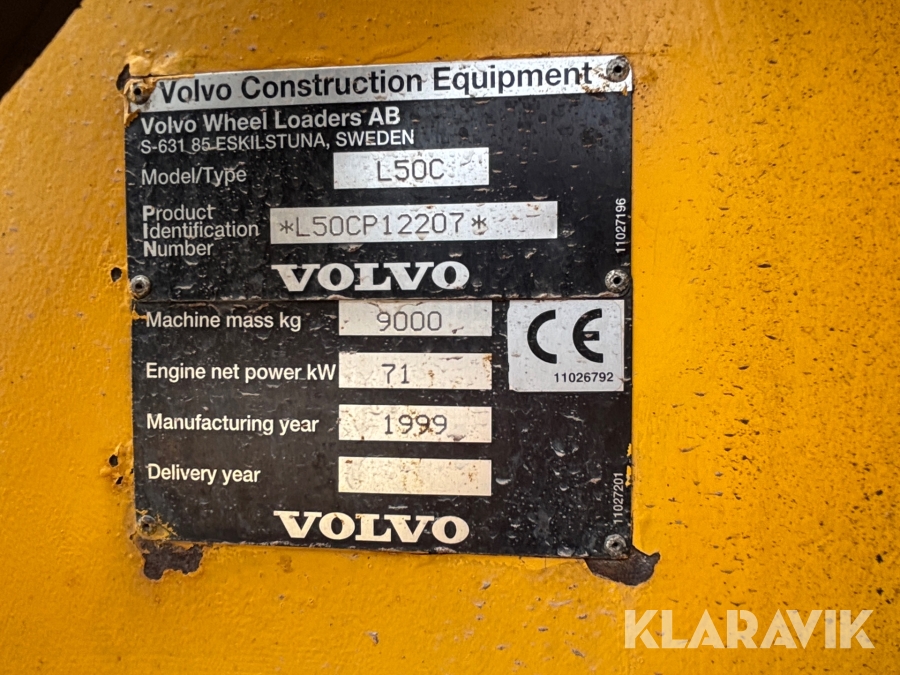 Volvo Construction Equipment
Volvo Wheel Loaders AB
S-631 85 ESKILSTUNA, SWEDEN
Model/Type L50C
Product
Identification
Number
*L50CP12207*
11027196
VOLVO
Machine mass kg 9000
CE
11026792
Engine net power kW 71
Manufacturing year 1999
Delivery year
11027201
VOLVO
KLARAVIK